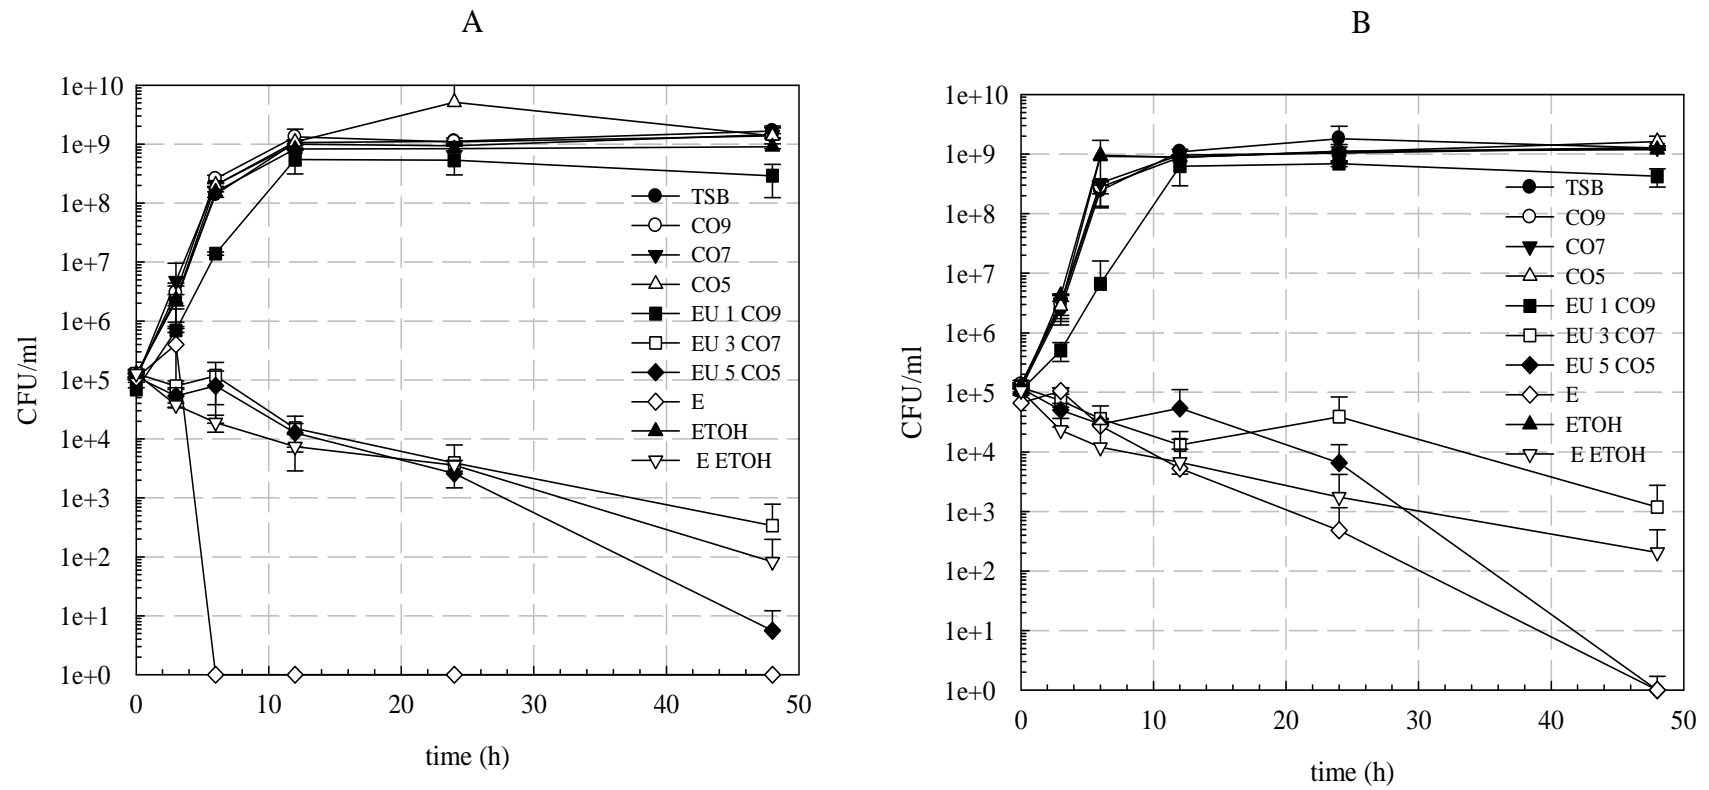 A
1e+10
1e+9
1e+8
1e+7
1e+6
1e+5
1e+4
1e+3
1e+2
1e+1
1e+0
CFU/ml
0 10 20 30 40 50
time (h)
TSB
CO9
CO7
CO5
EU 1 CO9
EU 3 CO7
EU 5 CO5
E
ETOH
E ETOH
B
1e+10
1e+9
1e+8
1e+7
1e+6
1e+5
1e+4
1e+3
1e+2
1e+1
1e+0
CFU/ml
0 10 20 30 40 50
time (h)
TSB
CO9
CO7
CO5
EU 1 CO9
EU 3 CO7
EU 5 CO5
E
ETOH
E ETOH